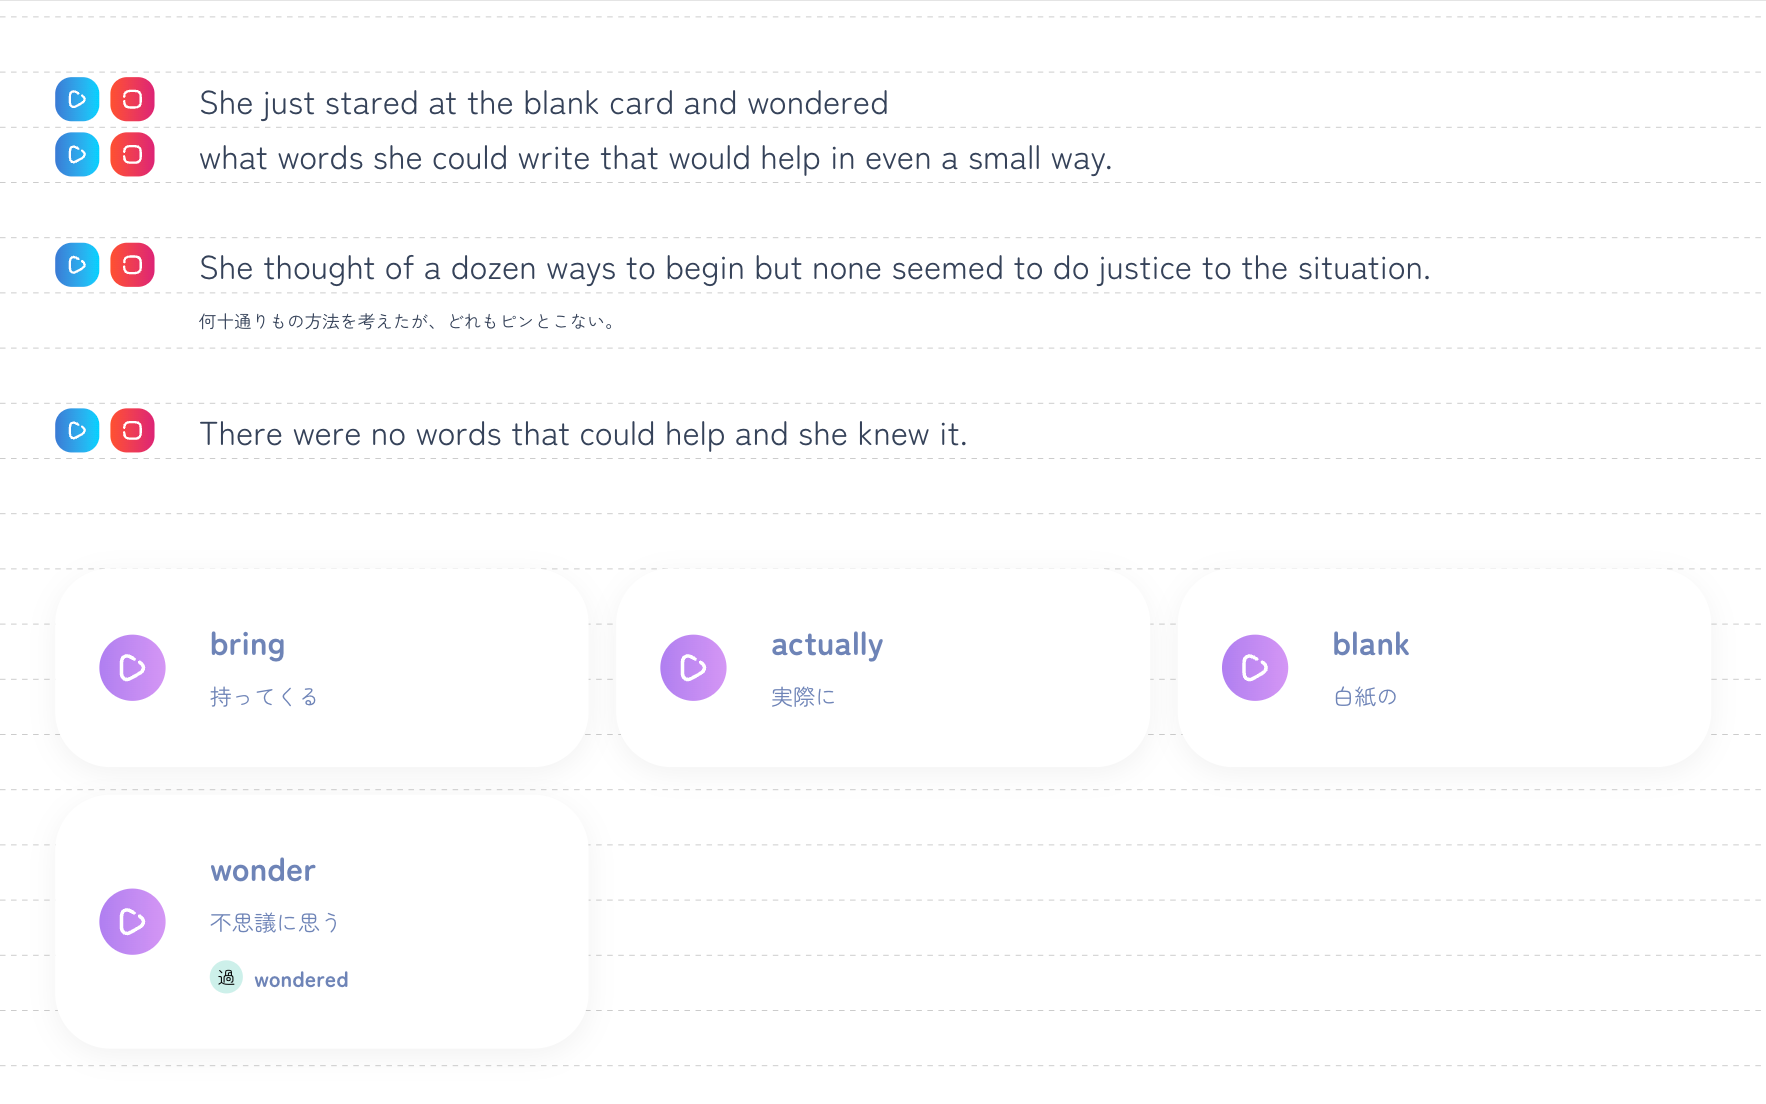 She just stared at the blank card and wondered
what words she could write that would help in even a small way.
She thought of a dozen ways to begin but none seemed to do justice to the situation.
何十通りもの方法を考えたが、どれもピンとこない。
There were no words that could help and she knew it.
bring
持ってくる
actually
実際に
blank
白紙の
wonder
不思議に思う
過 wondered